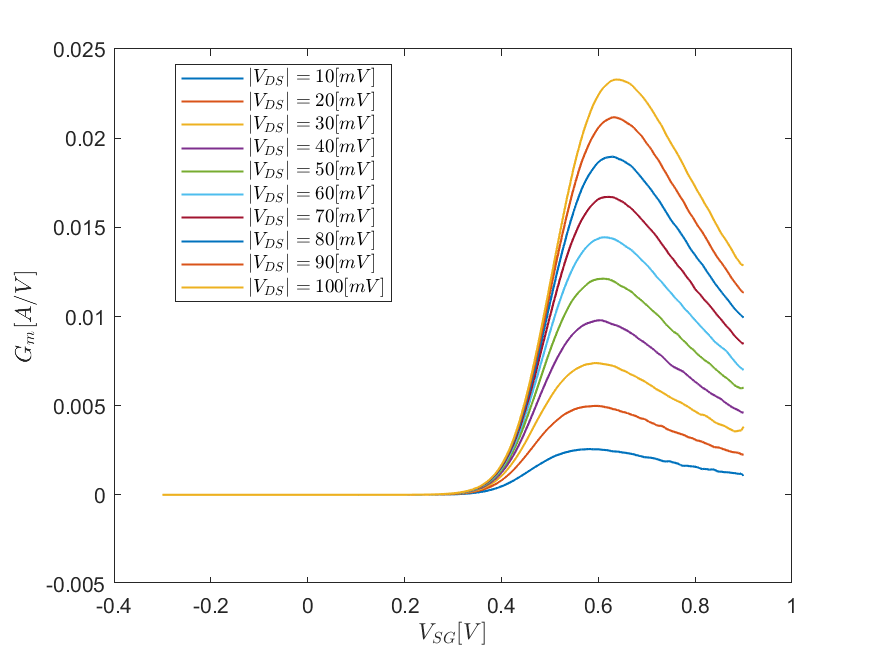 0.025
0.02
0.015
0.01
0.005
0
-0.005
G_m [A/V]
|V_DS| = 10[mV]
|V_DS| = 20[mV]
|V_DS| = 30[mV]
|V_DS| = 40[mV]
|V_DS| = 50[mV]
|V_DS| = 60[mV]
|V_DS| = 70[mV]
|V_DS| = 80[mV]
|V_DS| = 90[mV]
|V_DS| = 100[mV]
-0.4 -0.2 0 0.2 0.4 0.6 0.8 1
V_SG[V]